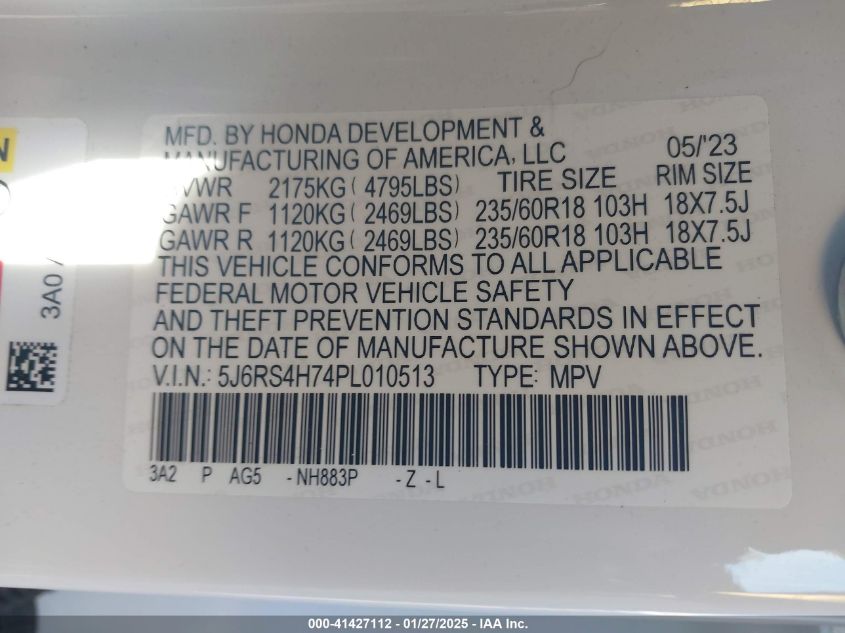 MFD. BY HONDA DEVELOPMENT &
MANUFACTURING OF AMERICA, LLC 05/'23
GVWR 2175KG ( 4795LBS) TIRE SIZE RIM SIZE
GAWR F 1120KG ( 2469LBS) 235/60R18 103H 18X7.5J
GAWR R 1120KG ( 2469LBS) 235/60R18 103H 18X7.5J
THIS VEHICLE CONFORMS TO ALL APPLICABLE
FEDERAL MOTOR VEHICLE SAFETY
AND THEFT PREVENTION STANDARDS IN EFFECT
ON THE DATE OF MANUFACTURE SHOWN ABOVE.
V.I.N.: 5J6RS4H74PL010513 TYPE: MPV
3A2 P AG5 -NH883P -Z -L
3A0
N
000-41427112 - 01/27/2025 - IAA Inc.